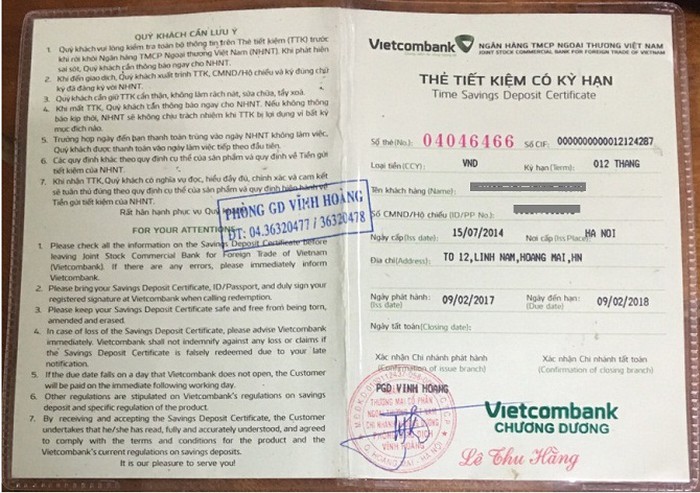 QUÝ KHÁCH CẦN LƯU Ý
1. Quý khách vui lòng kiểm tra toàn bộ thông tin trên Thẻ tiết kiệm (TTK) trước
khi rời khỏi Ngân hàng TMCP Ngoại thương Việt Nam (NHNT). Khi phát hiện
sai sót, Quý khách cần thông báo ngay cho NHNT.
2. Khi đến giao dịch, Quý khách xuất trình TTK, CMND/Hộ chiếu và ký đúng chữ
ký đã đăng ký với NHNT.
3. Quý khách cần giữ TTK cẩn thận, không làm rách nát, sửa chữa, tẩy xoá.
4. Khi mất TTK, Quý khách cần thông báo ngay cho NHNT. Nếu không thông
báo kịp thời, NHNT sẽ không chịu trách nhiệm khi TTK bị lợi dụng vì bất kỳ
mục đích nào.
5. Trường hợp ngày đến hạn thanh toán trùng vào ngày NHNT không làm việc,
Quý khách được thanh toán vào ngày làm việc tiếp theo đầu tiên.
6. Các quy định khác theo quy định cụ thể của sản phẩm và quy định về Tiền gửi
tiết kiệm của NHNT.
7. Khi nhận TTK, Quý khách có nghĩa vụ đọc, hiểu đầy đủ, chính xác và cam kết
sẽ tuân thủ đúng theo quy định cụ thể của sản phẩm và quy định hiện hành về
Tiền gửi tiết kiệm của NHNT.
Rất hân hạnh phục vụ Quý
PHÒNG GD VĨNH HOÀNG
ĐT: 04.36320477 / 36320478
FOR YOUR ATTENTION
1. Please check all the information on the Savings Deposit Certificate before
leaving Joint Stock Commercial Bank for Foreign Trade of Vietnam
(Vietcombank). If there are any errors, please immediately inform
Vietcombank.
2. Please bring your Savings Deposit Certificate, ID/Passport, and duly sign your
registered signature at Vietcombank when calling redemption.
3. Please keep your Savings Deposit Certificate safe and free from being torn,
amended and erased.
4. In case of loss of the Savings Deposit Certificate, please advise Vietcombank
immediately. Vietcombank shall not indemnify against any loss or claims if
the Savings Deposit Certificate is falsely redeemed due to your late
notification.
5. If the due date falls on a day that Vietcombank does not open, the Customer
will be paid on the immediate following working day.
6. Other regulations are stipulated on Vietcombank's regulations on savings
deposit and specific regulation of the product.
7. By receiving and accepting the Savings Deposit Certificate, the Customer
undertakes that he/she has read, fully and accurately understood, and agreed
to comply with the terms and conditions for the product and the
Vietcombank's current regulations on savings deposits.
It is our pleasure to serve you!
Vietcombank NGÂN HÀNG TMCP NGOẠI THƯƠNG VIỆT NAM
JOINT STOCK COMMERCIAL BANK FOR FOREIGN TRADE OF VIETNAM
THẺ TIẾT KIỆM CÓ KỲ HẠN
Time Savings Deposit Certificate
Số thẻ (No.): 04046466 Số CIF: 000000000012124287
Loại tiền (CCY): VND Kỳ hạn (Term): 012 THANG
Tên khách hàng (Name):
Số CMND/Hộ chiếu (ID/PP No.):
Ngày cấp(Iss date): 15/07/2014 Nơi cấp (Iss Place): HA NOI
Địa chỉ(Address): TO 12,LINH NAM,HOANG MAI,HN
Ngày phát hành: 09/02/2017 Ngày đến hạn: 09/02/2018
(Iss date) (Due date)
Ngày tất toán(Closing date):
Xác nhận Chi nhánh phát hành Xác nhận Chi nhánh tất toán
(Confirmation of issue branch) (Confirmation of closing branch)
PGD VINH HOANG
THƯƠNG MẠI CỔ PHẦN
VĨNH HOÀNG
Vietcombank
CHƯƠNG DƯƠNG
Lê Thu Hằng